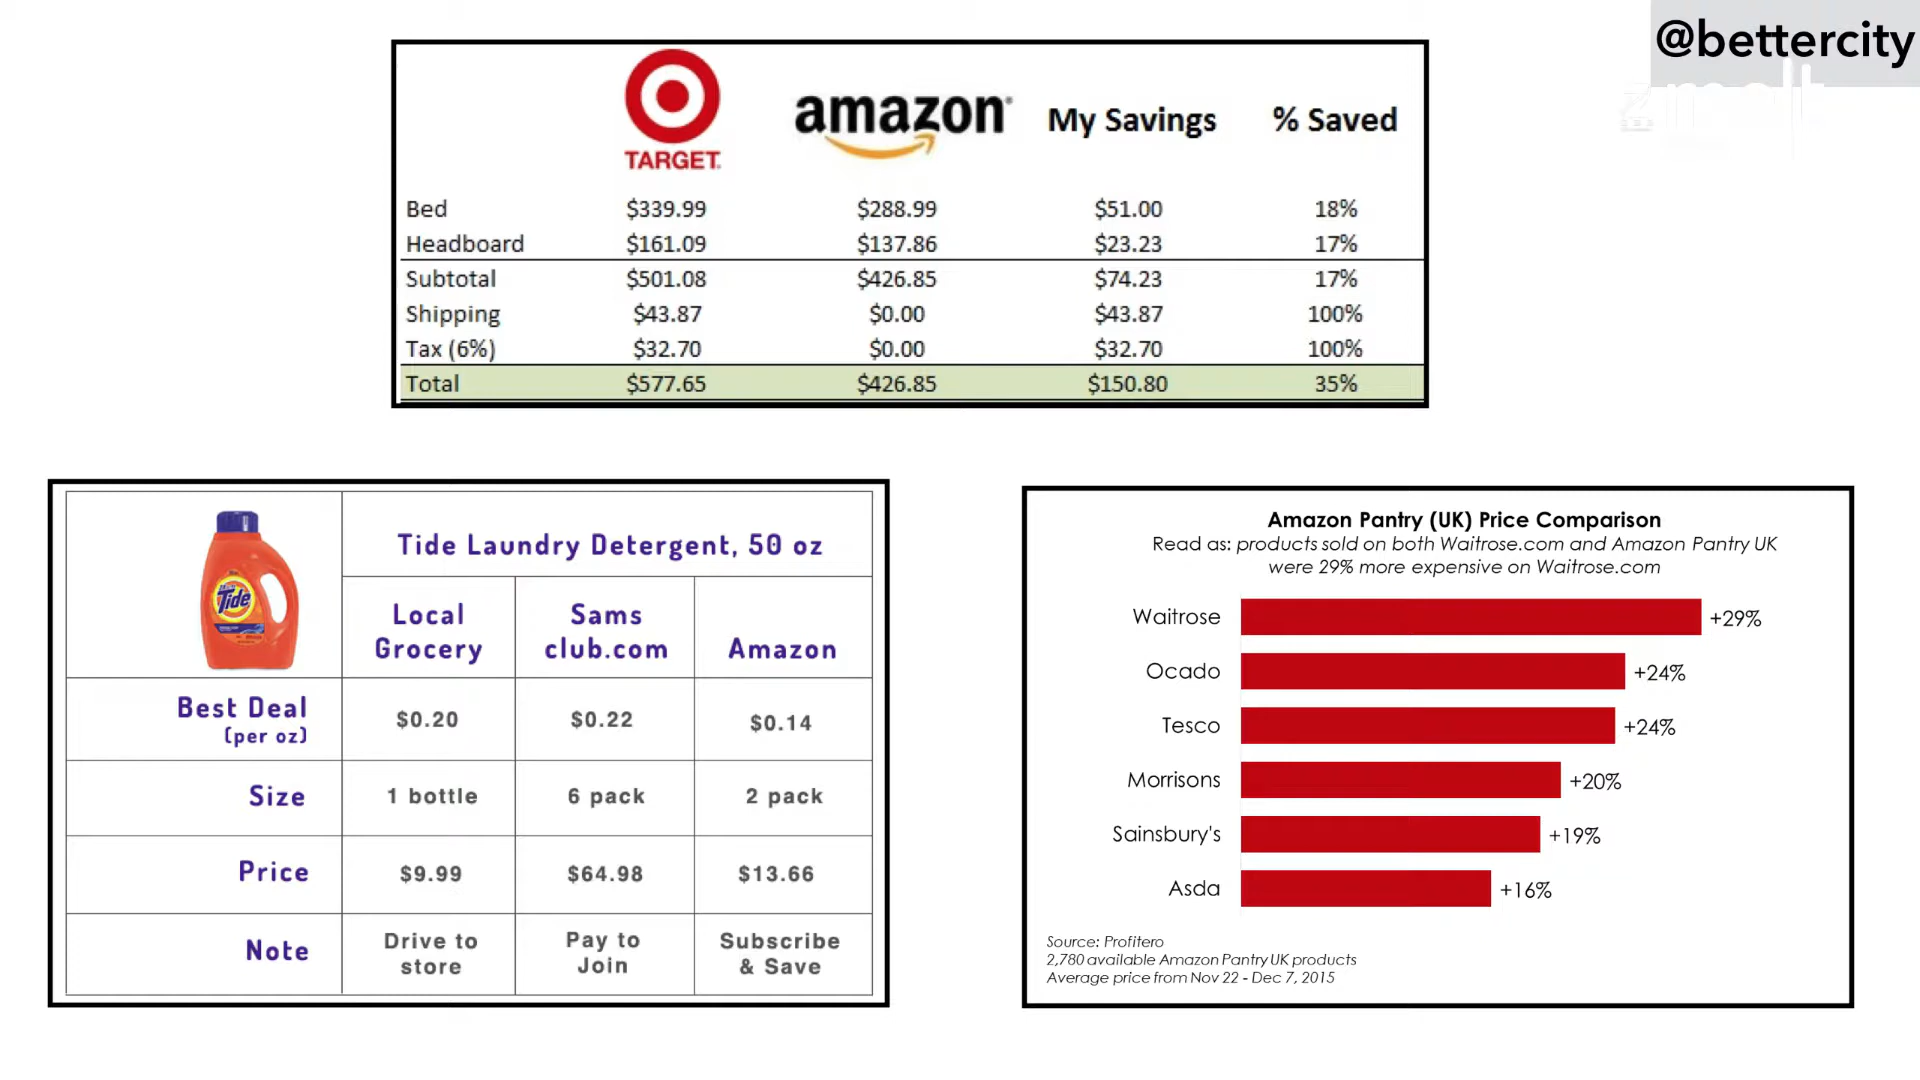 @bettercity
TARGET.
amazon
My Savings
% Saved
Bed $339.99 $288.99 $51.00 18%
Headboard $161.09 $137.86 $23.23 17%
Subtotal $501.08 $426.85 $74.23 17%
Shipping $43.87 $0.00 $43.87 100%
Tax (6%) $32.70 $0.00 $32.70 100%
Total $577.65 $426.85 $150.80 35%
Tide
Tide Laundry Detergent, 50 oz
Local Grocery
Sams club.com
Amazon
Best Deal
(per oz)
$0.20 $0.22 $0.14
Size 1 bottle 6 pack 2 pack
Price $9.99 $64.98 $13.66
Note
Drive to store
Pay to Join
Subscribe & Save
Amazon Pantry (UK) Price Comparison
Read as: products sold on both Waitrose.com and Amazon Pantry UK
were 29% more expensive on Waitrose.com
Waitrose +29%
Ocado +24%
Tesco +24%
Morrisons +20%
Sainsbury's +19%
Asda +16%
Source: Profitero
2,780 available Amazon Pantry UK products
Average price from Nov 22 - Dec 7, 2015